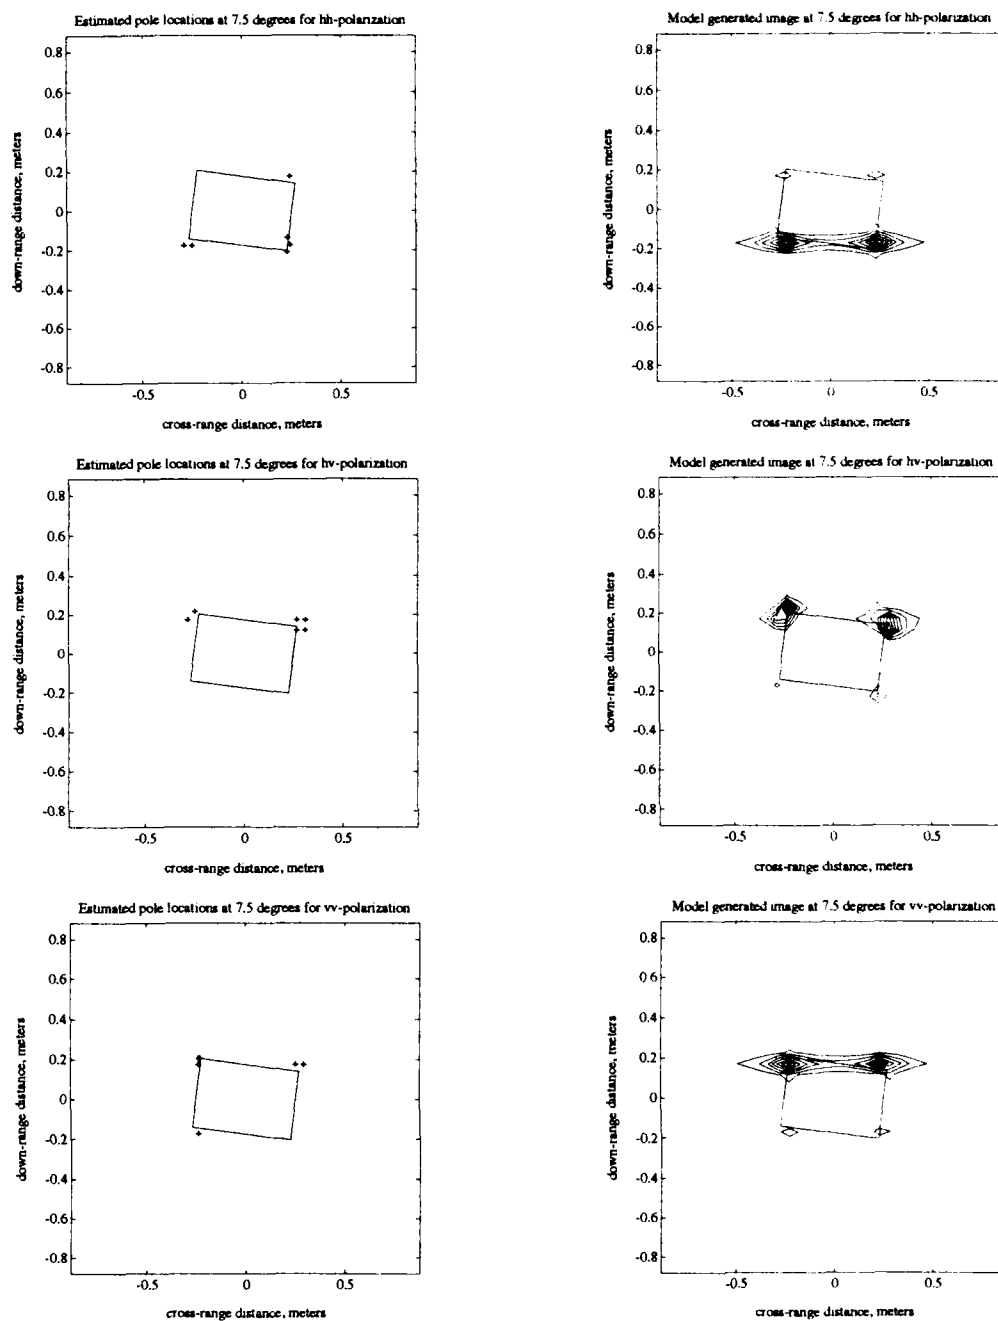 Estimated pole locations at 7.5 degrees for hh-polarization
0.8
0.6
0.4
0.2
0
-0.2
-0.4
-0.6
-0.8
down-range distance, meters
-0.5 0 0.5
cross-range distance, meters
Model generated image at 7.5 degrees for hh-polarization
0.8
0.6
0.4
0.2
0
-0.2
-0.4
-0.6
-0.8
down-range distance, meters
-0.5 0 0.5
cross-range distance, meters
Estimated pole locations at 7.5 degrees for hv-polarization
0.8
0.6
0.4
0.2
0
-0.2
-0.4
-0.6
-0.8
down-range distance, meters
-0.5 0 0.5
cross-range distance, meters
Model generated image at 7.5 degrees for hv-polarization
0.8
0.6
0.4
0.2
0
-0.2
-0.4
-0.6
-0.8
down-range distance, meters
-0.5 0 0.5
cross-range distance, meters
Estimated pole locations at 7.5 degrees for vv-polarization
0.8
0.6
0.4
0.2
0
-0.2
-0.4
-0.6
-0.8
down-range distance, meters
-0.5 0 0.5
cross-range distance, meters
Model generated image at 7.5 degrees for vv-polarization
0.8
0.6
0.4
0.2
0
-0.2
-0.4
-0.6
-0.8
down-range distance, meters
-0.5 0 0.5
cross-range distance, meters